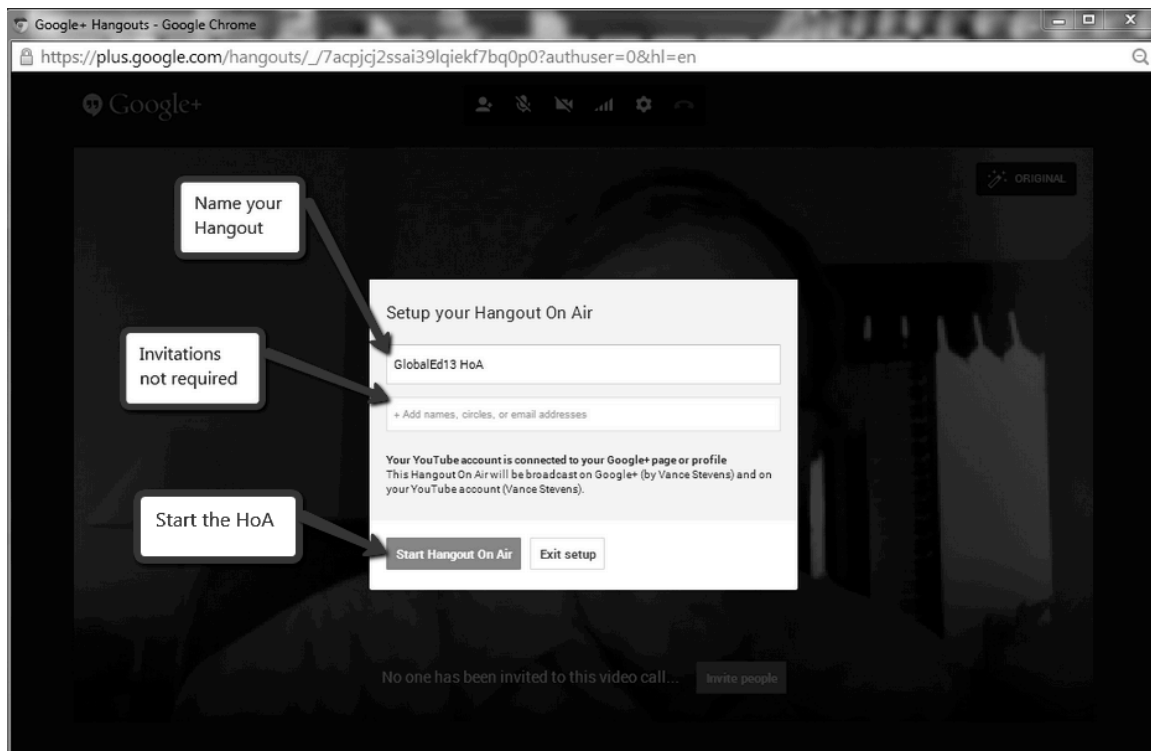 Google+ Hangouts - Google Chrome
https://plus.google.com/hangouts/_/7acpjcj2ssai39lqiekf7bq0p0?authuser=0&hl=en
Google+
ORIGINAL
Name your
Hangout
Setup your Hangout On Air
GlobalEd13 HoA
Invitations
not required
+ Add names, circles, or email addresses
Your YouTube account is connected to your Google+ page or profile
This Hangout On Air will be broadcast on Google+ (by Vance Stevens) and on
your YouTube account (Vance Stevens).
Start the HoA
Start Hangout On Air
Exit setup
No one has been invited to this video call...
Invite people